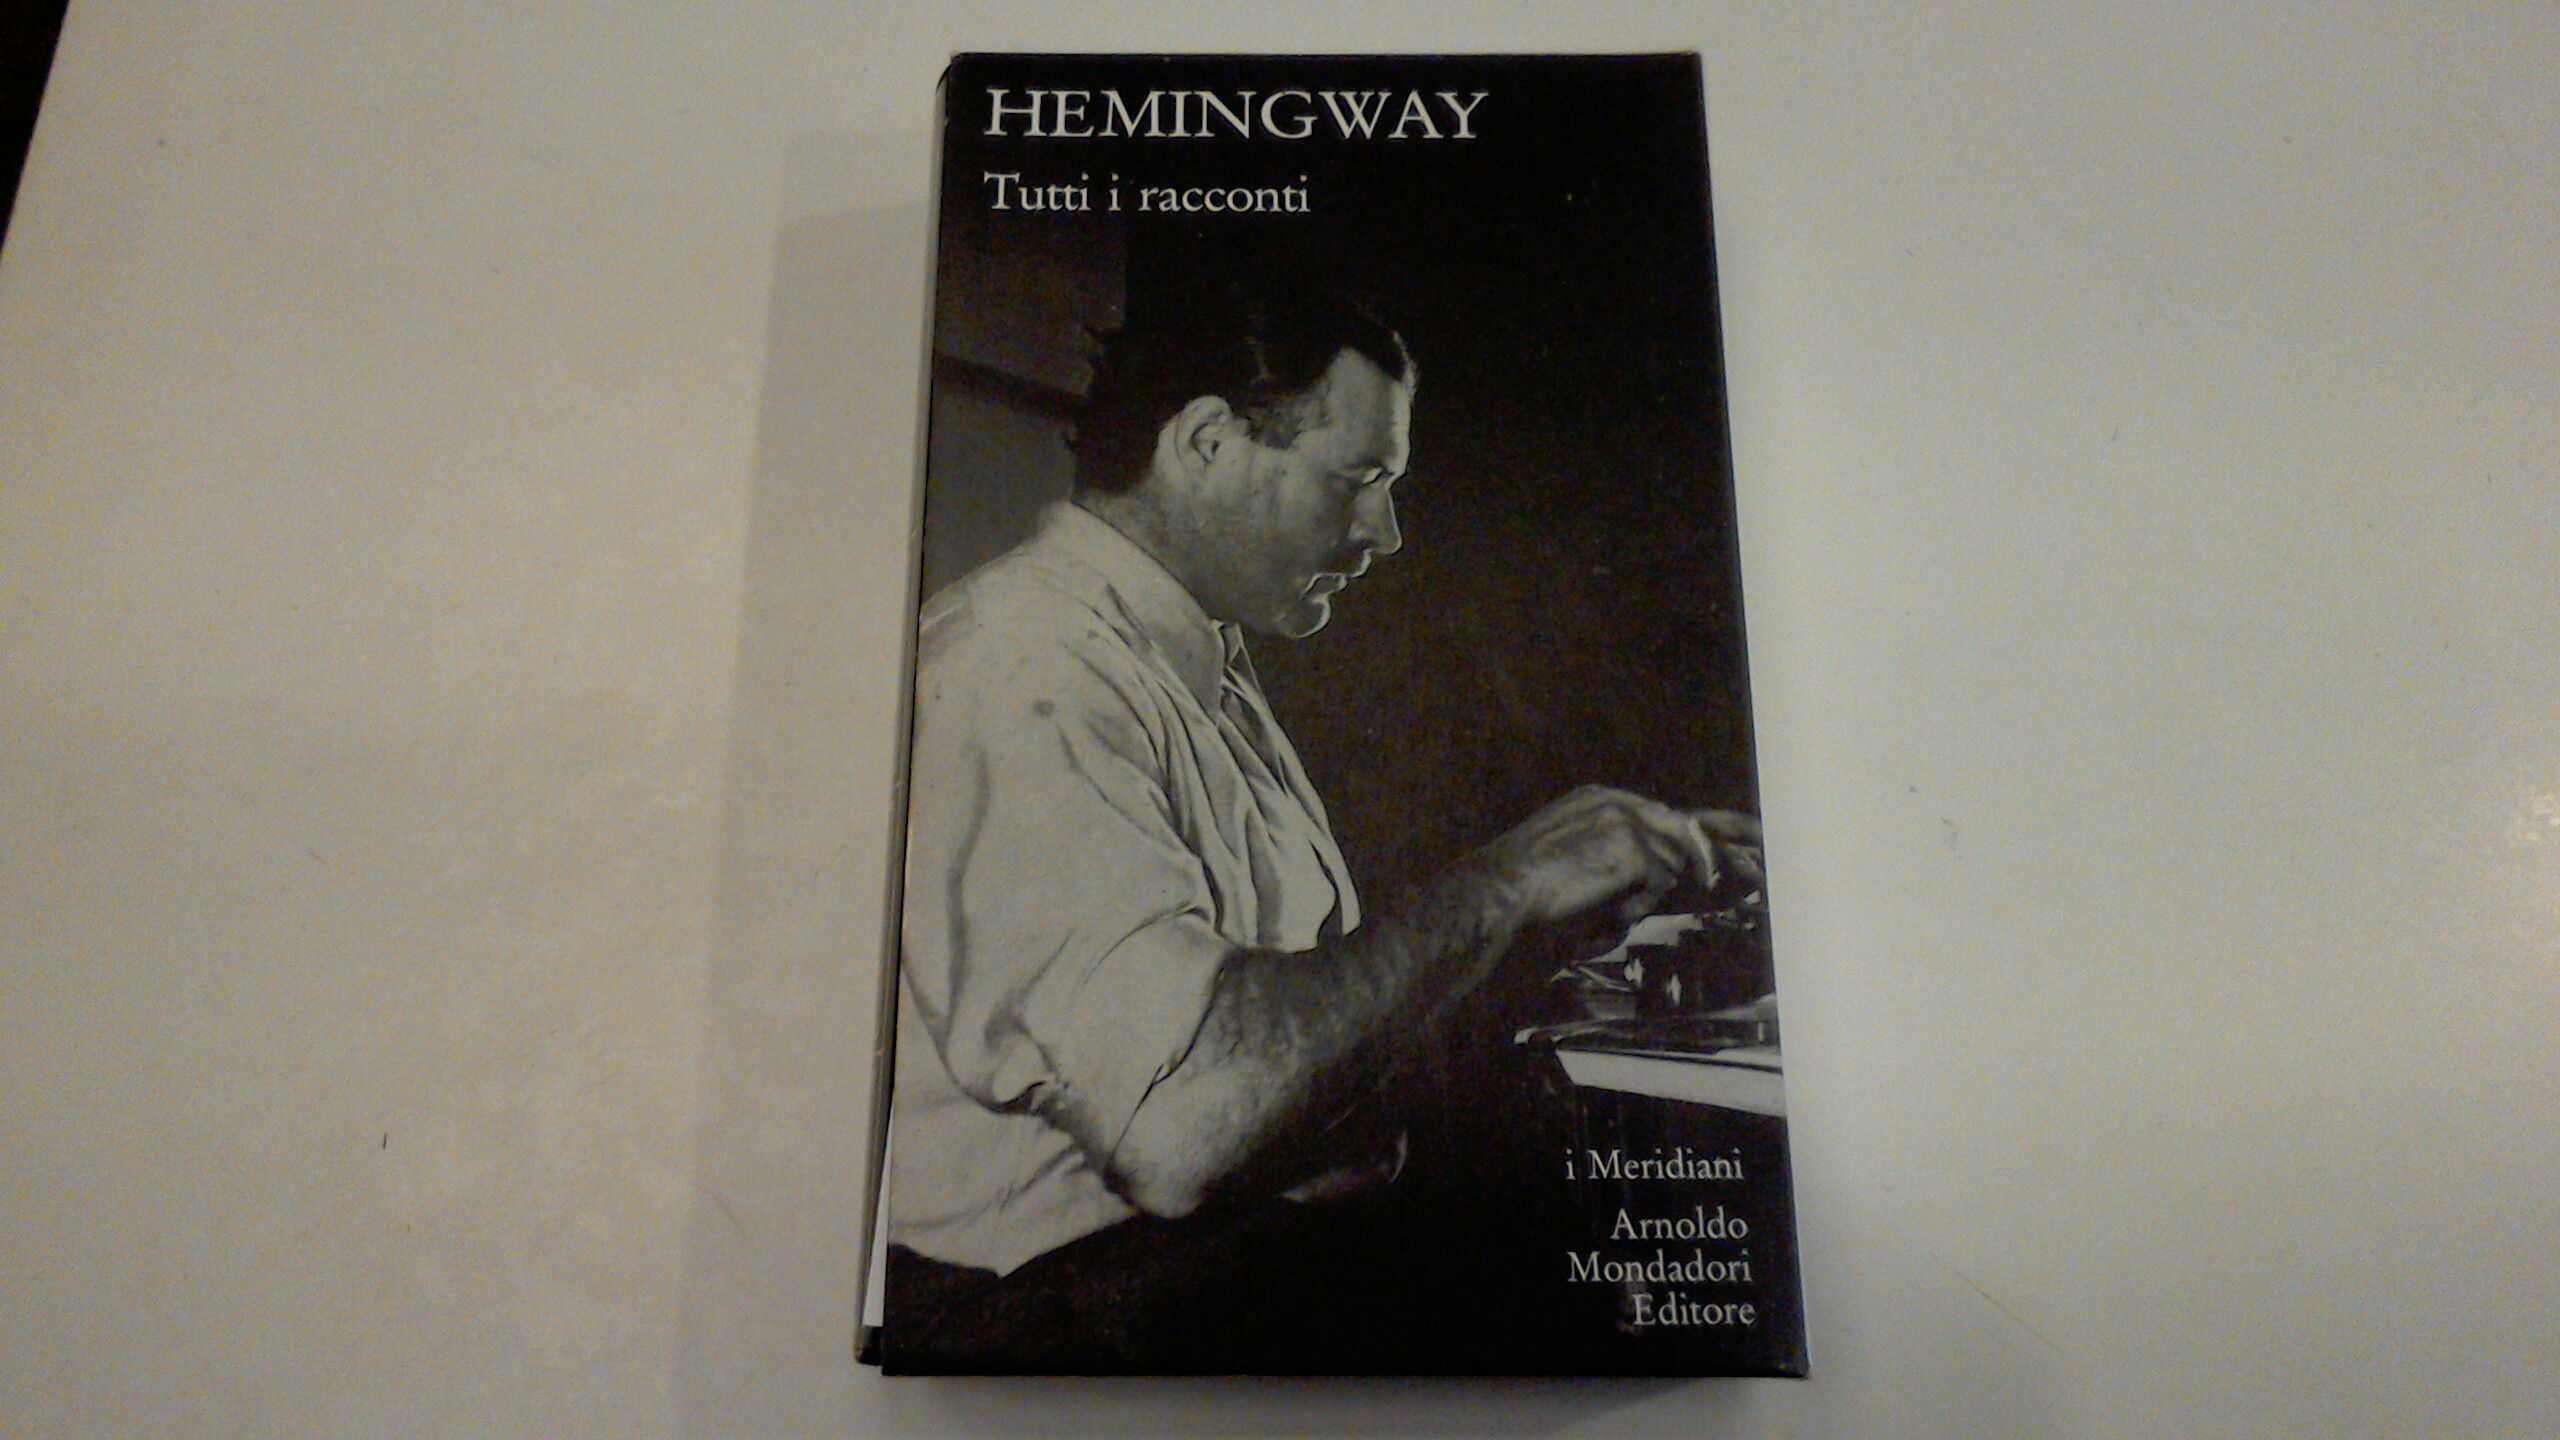 HEMINGWAY
Tutti i racconti
i Meridiani
Arnoldo
Mondadori
Editore